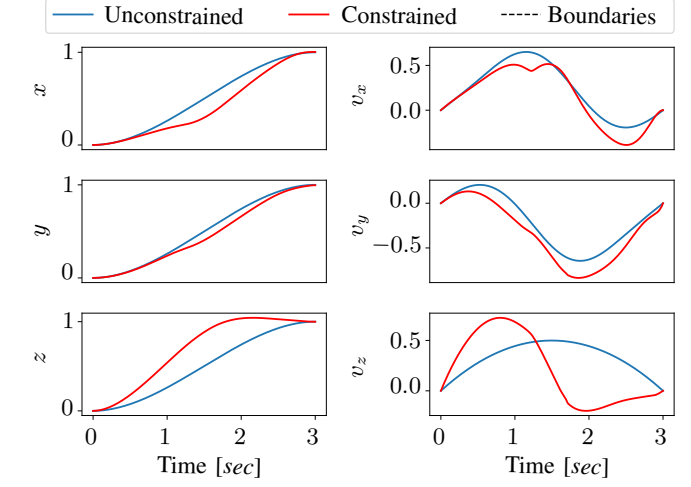 Unconstrained Constrained Boundaries
1
x
0
0.5
v_x
0.0
1
y
0
0.0
v_y
−0.5
1
z
0
0.5
v_z
0.0
0 1 2 3
0 1 2 3
Time [sec]
Time [sec]